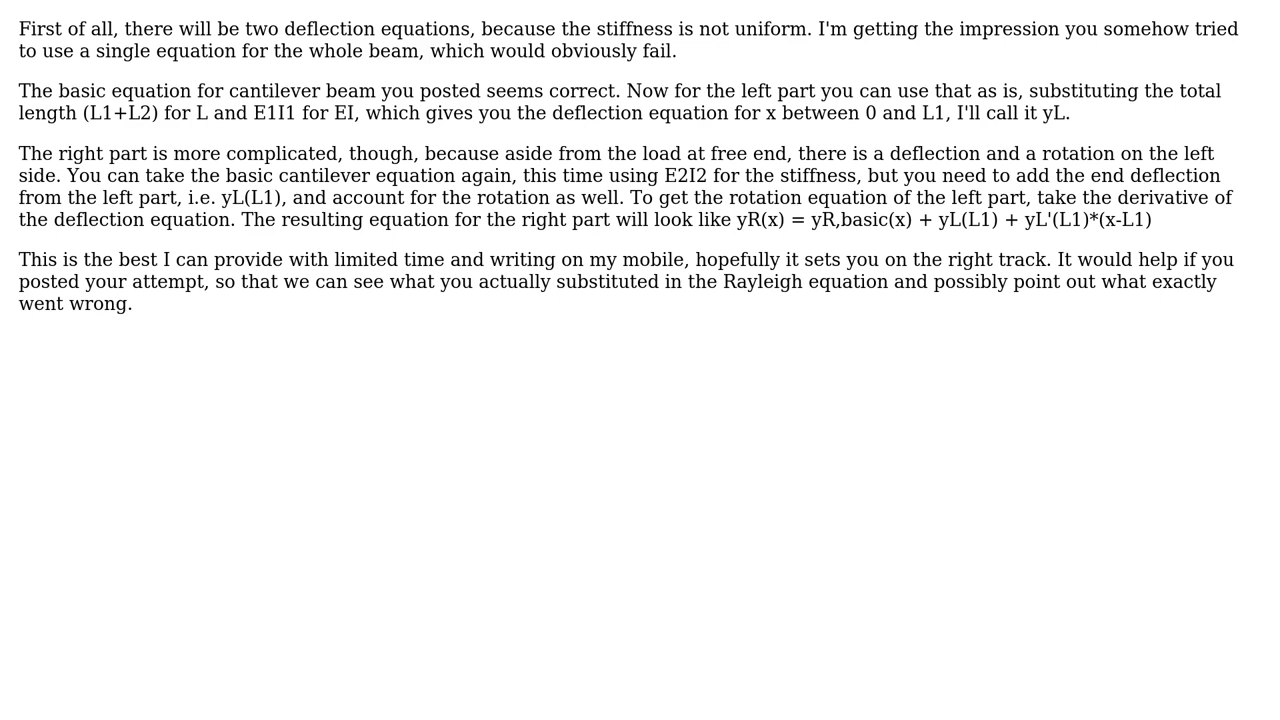 First of all, there will be two deflection equations, because the stiffness is not uniform. I'm getting the impression you somehow tried
to use a single equation for the whole beam, which would obviously fail.
The basic equation for cantilever beam you posted seems correct. Now for the left part you can use that as is, substituting the total
length (L1+L2) for L and E1I1 for EI, which gives you the deflection equation for x between 0 and L1, I'll call it yL.
The right part is more complicated, though, because aside from the load at free end, there is a deflection and a rotation on the left
side. You can take the basic cantilever equation again, this time using E2I2 for the stiffness, but you need to add the end deflection
from the left part, i.e. yL(L1), and account for the rotation as well. To get the rotation equation of the left part, take the derivative of
the deflection equation. The resulting equation for the right part will look like yR(x) = yR,basic(x) + yL(L1) + yL'(L1)*(x-L1)
This is the best I can provide with limited time and writing on my mobile, hopefully it sets you on the right track. It would help if you
posted your attempt, so that we can see what you actually substituted in the Rayleigh equation and possibly point out what exactly
went wrong.